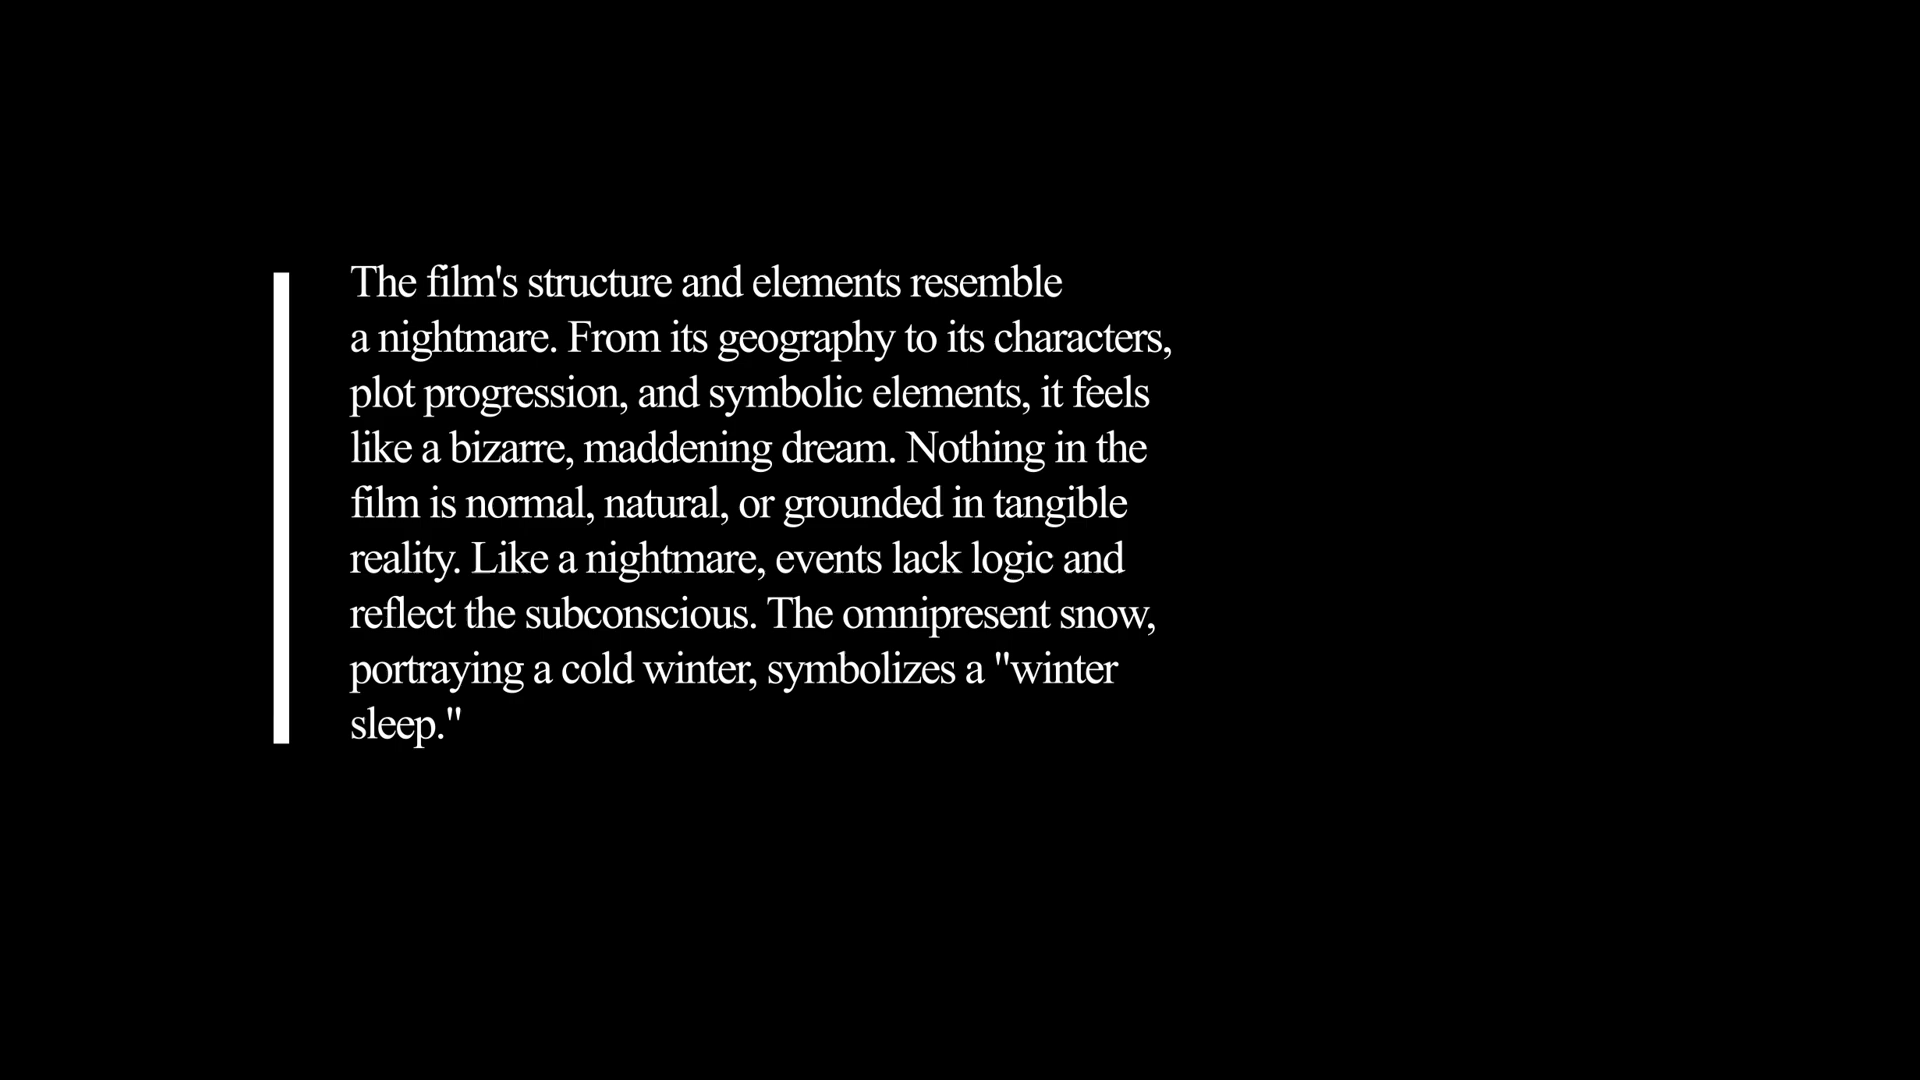 The film's structure and elements resemble
a nightmare. From its geography to its characters,
plot progression, and symbolic elements, it feels
like a bizarre, maddening dream. Nothing in the
film is normal, natural, or grounded in tangible
reality. Like a nightmare, events lack logic and
reflect the subconscious. The omnipresent snow,
portraying a cold winter, symbolizes a "winter
sleep."